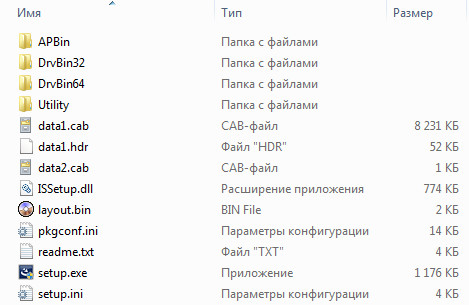 Имя Тип Размер
APBin Папка с файлами
DrvBin32 Папка с файлами
DrvBin64 Папка с файлами
Utility Папка с файлами
data1.cab CAB-файл 8 231 КБ
data1.hdr Файл "HDR" 52 КБ
data2.cab CAB-файл 1 КБ
ISSetup.dll Расширение приложения 774 КБ
layout.bin BIN File 2 КБ
pkgconf.ini Параметры конфигурации 14 КБ
readme.txt Файл "TXT" 4 КБ
setup.exe Приложение 1 176 КБ
setup.ini Параметры конфигурации 4 КБ